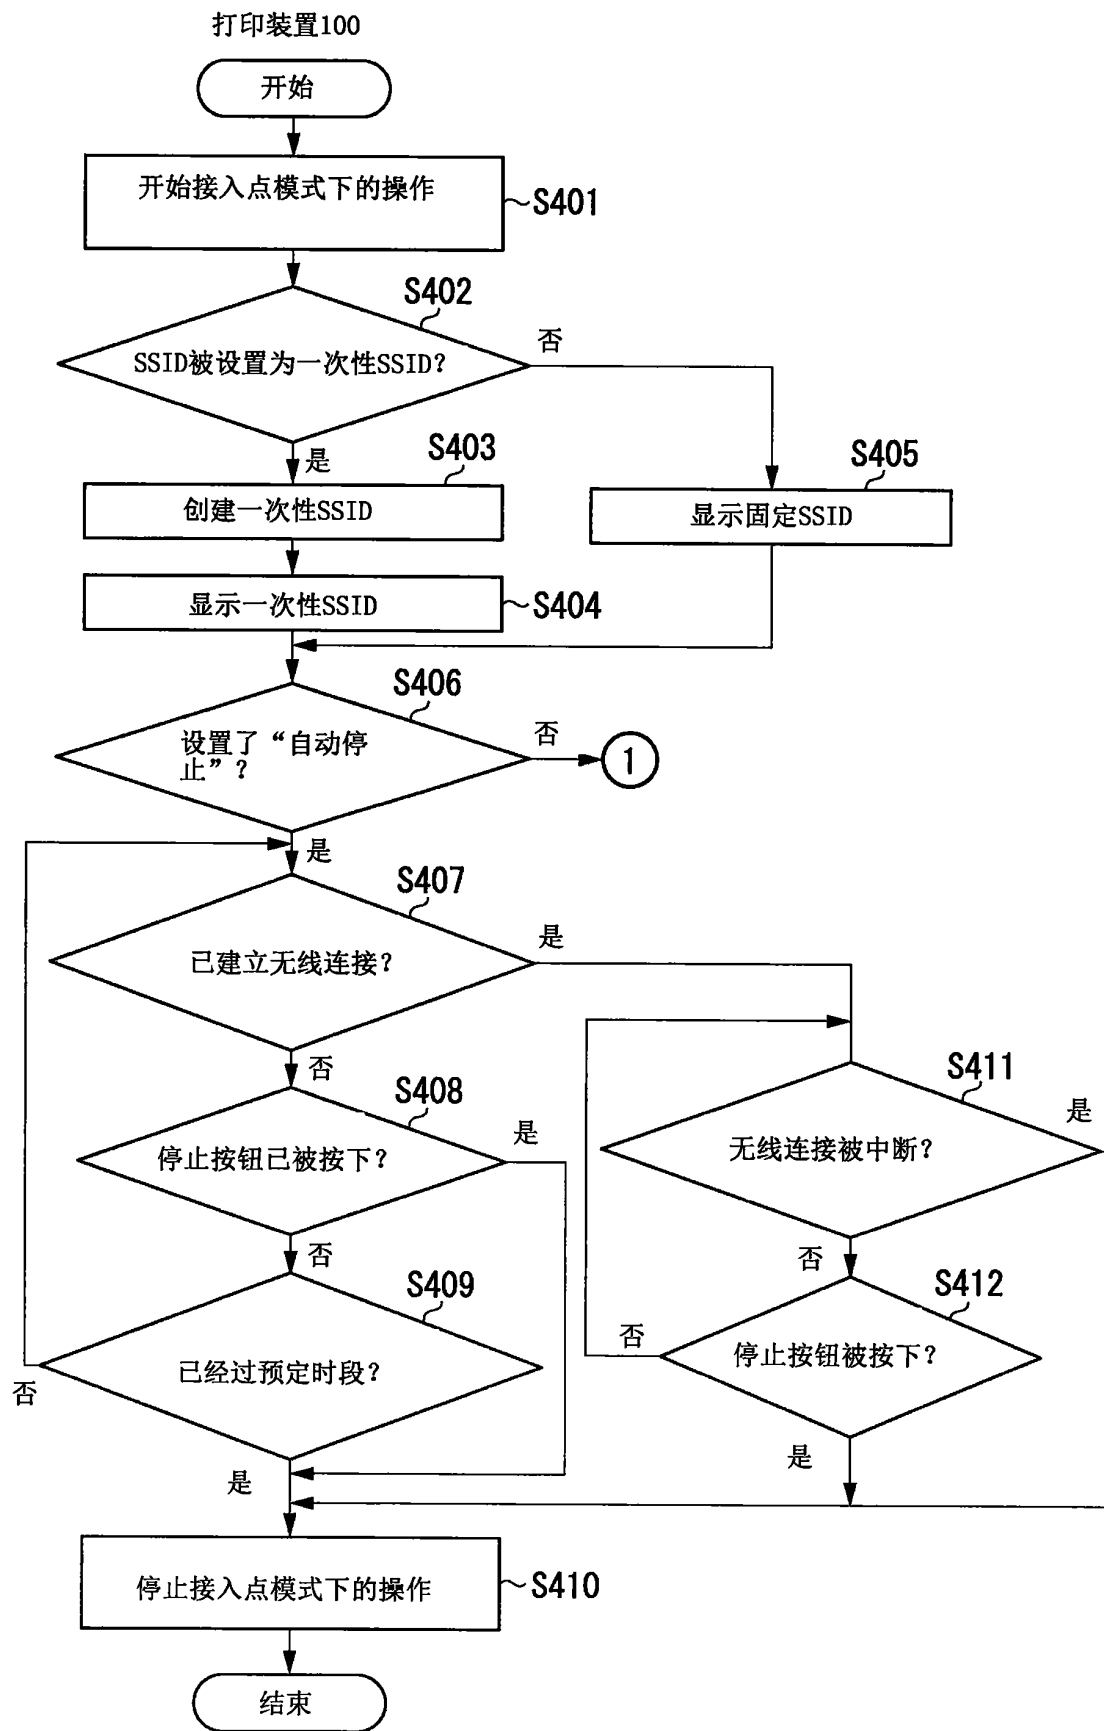 打印装置100
开始
开始接入点模式下的操作
S401
S402
SSID被设置为一次性SSID?
否
是
S403
创建一次性SSID
S405
显示固定SSID
显示一次性SSID
S404
S406
设置了“自动停
止”?
否
1
是
S407
已建立无线连接?
是
否
S408
停止按钮已被按下?
是
S411
无线连接被中断?
是
否
S409
已经过预定时段?
否
否
S412
停止按钮被按下?
否
是
是
停止接入点模式下的操作
S410
结束